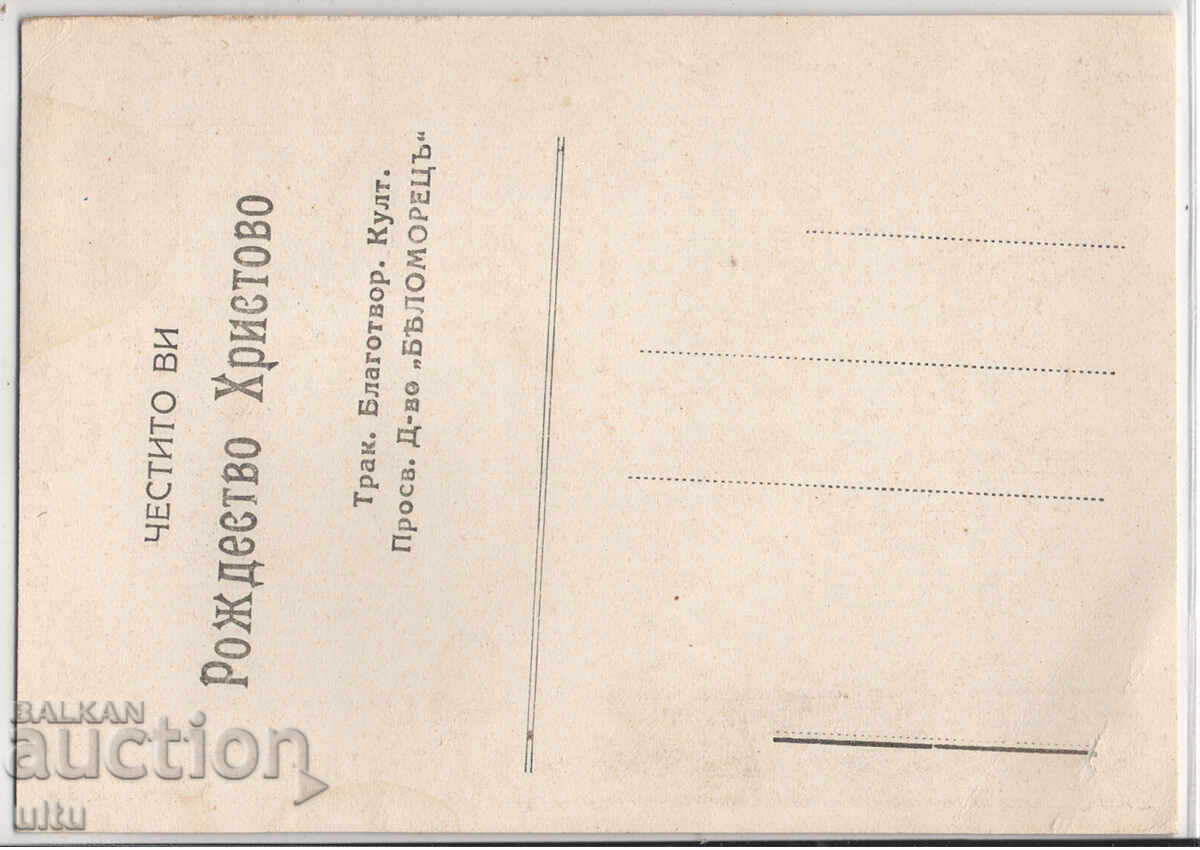 ЧЕСТИТО ВИ
Рождество Христово
Трак. Благотвор. Култ.
Просв. Д-во „БѢЛОМОРЕЦЪ“
BALKAN
auction
ultu